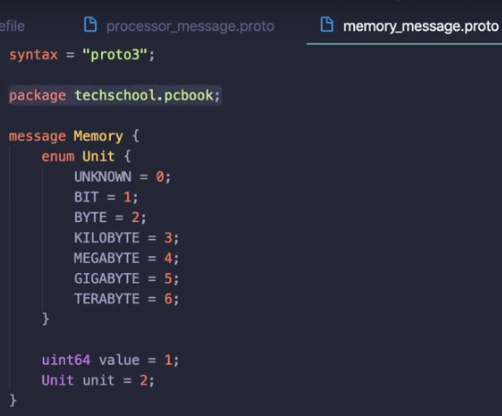 efile processor_message.proto memory_message.proto
syntax = "proto3";
package techschool.pcbook;
message Memory {
enum Unit {
UNKNOWN = 0;
BIT = 1;
BYTE = 2;
KILOBYTE = 3;
MEGABYTE = 4;
GIGABYTE = 5;
TERABYTE = 6;
}
uint64 value = 1;
Unit unit = 2;
}